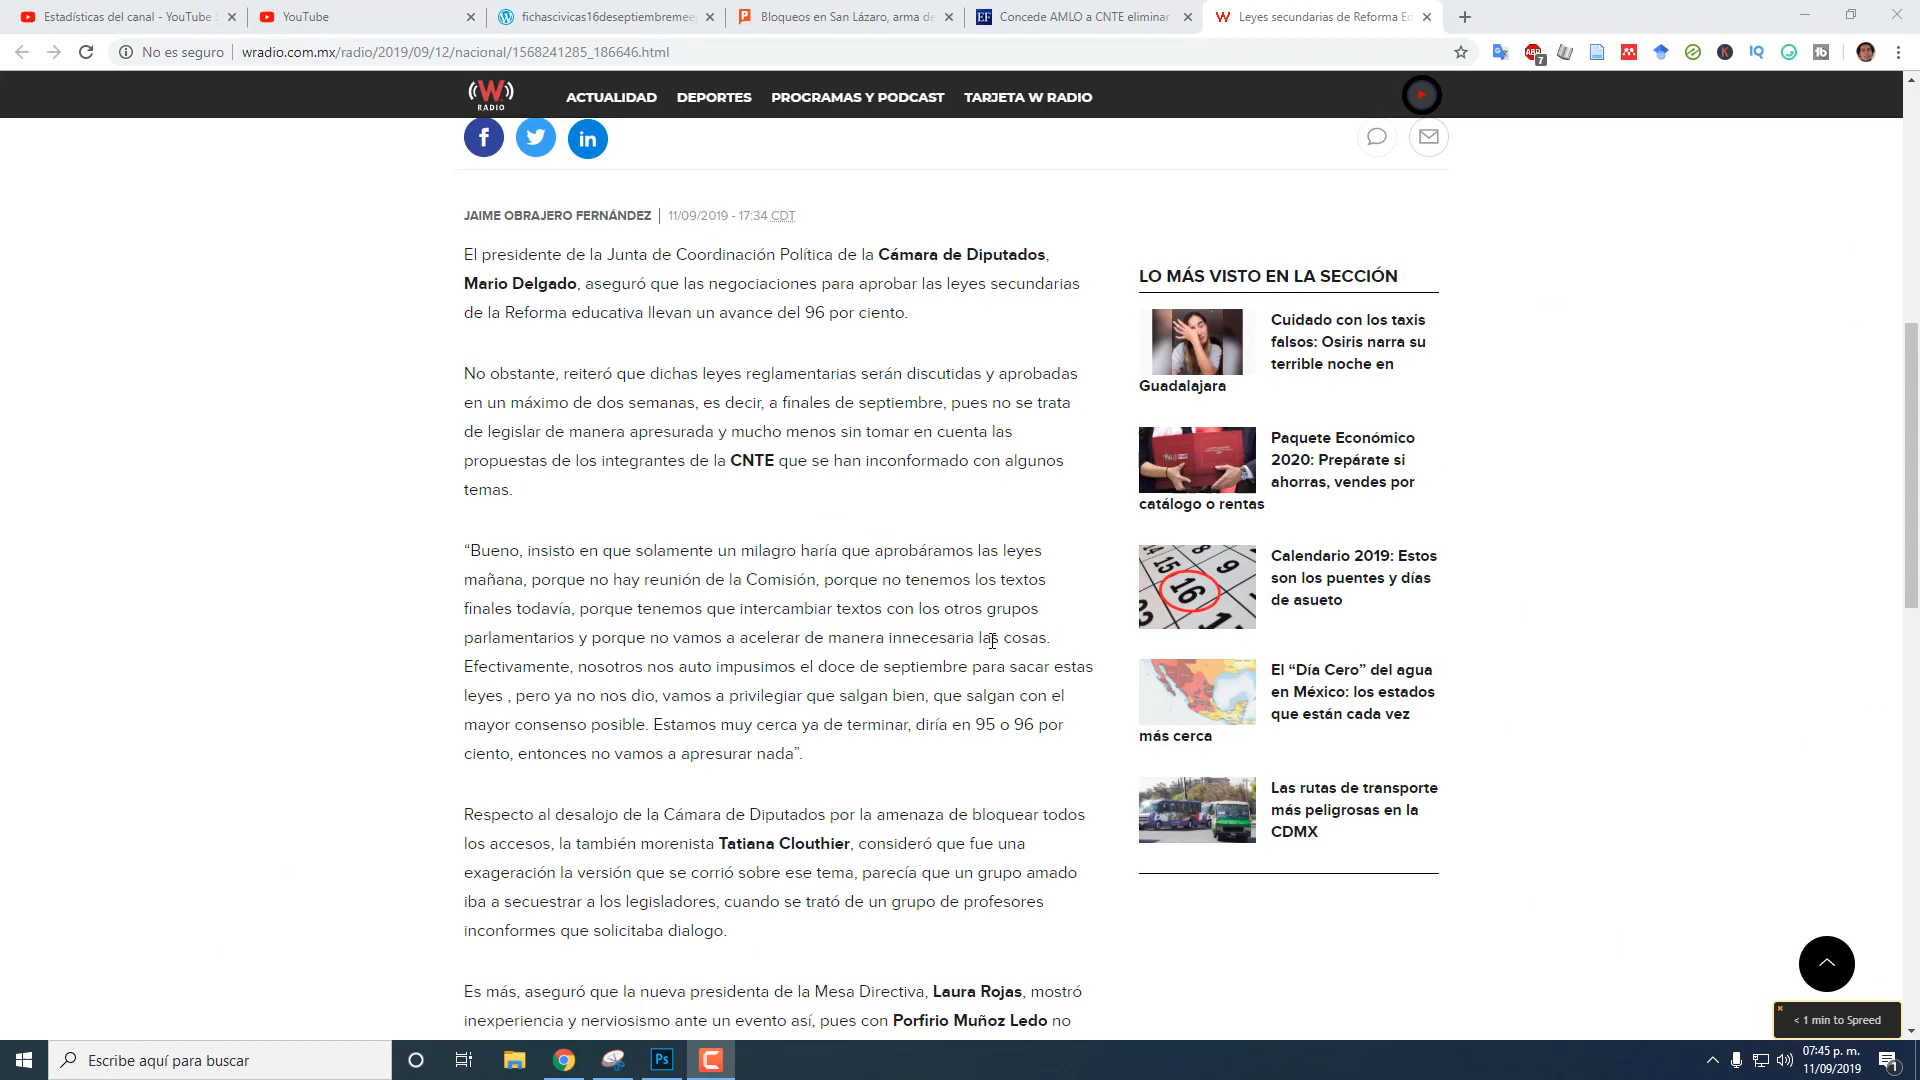 Estadísticas del canal - YouTube
YouTube
fichascivicas16deseptiembremee
Bloqueos en San Lázaro, arma de
Concede AMLO a CNTE eliminar
Leyes secundarias de Reforma Ed
No es seguro
wradio.com.mx/radio/2019/09/12/nacional/1568241285_186646.html
W
RADIO
ACTUALIDAD
DEPORTES
PROGRAMAS Y PODCAST
TARJETA W RADIO
JAIME OBRAJERO FERNÁNDEZ
11/09/2019 - 17:34 CDT
El presidente de la Junta de Coordinación Política de la Cámara de Diputados,
Mario Delgado, aseguró que las negociaciones para aprobar las leyes secundarias
de la Reforma educativa llevan un avance del 96 por ciento.
No obstante, reiteró que dichas leyes reglamentarias serán discutidas y aprobadas
en un máximo de dos semanas, es decir, a finales de septiembre, pues no se trata
de legislar de manera apresurada y mucho menos sin tomar en cuenta las
propuestas de los integrantes de la CNTE que se han inconformado con algunos
temas.
“Bueno, insisto en que solamente un milagro haría que aprobáramos las leyes
mañana, porque no hay reunión de la Comisión, porque no tenemos los textos
finales todavía, porque tenemos que intercambiar textos con los otros grupos
parlamentarios y porque no vamos a acelerar de manera innecesaria las cosas.
Efectivamente, nosotros nos auto impusimos el doce de septiembre para sacar estas
leyes , pero ya no nos dio, vamos a privilegiar que salgan bien, que salgan con el
mayor consenso posible. Estamos muy cerca ya de terminar, diría en 95 o 96 por
ciento, entonces no vamos a apresurar nada”.
Respecto al desalojo de la Cámara de Diputados por la amenaza de bloquear todos
los accesos, la también morenista Tatiana Clouthier, consideró que fue una
exageración la versión que se corrió sobre ese tema, parecía que un grupo amado
iba a secuestrar a los legisladores, cuando se trató de un grupo de profesores
inconformes que solicitaba dialogo.
Es más, aseguró que la nueva presidenta de la Mesa Directiva, Laura Rojas, mostró
inexperiencia y nerviosismo ante un evento así, pues con Porfirio Muñoz Ledo no
LO MÁS VISTO EN LA SECCIÓN
Cuidado con los taxis
falsos: Osiris narra su
terrible noche en
Guadalajara
Paquete Económico
2020: Prepárate si
ahorras, vendes por
catálogo o rentas
Calendario 2019: Estos
son los puentes y días
de asueto
El “Día Cero” del agua
en México: los estados
que están cada vez
más cerca
Las rutas de transporte
más peligrosas en la
CDMX
< 1 min to Spreed
Escribe aquí para buscar
07:45 p. m.
11/09/2019